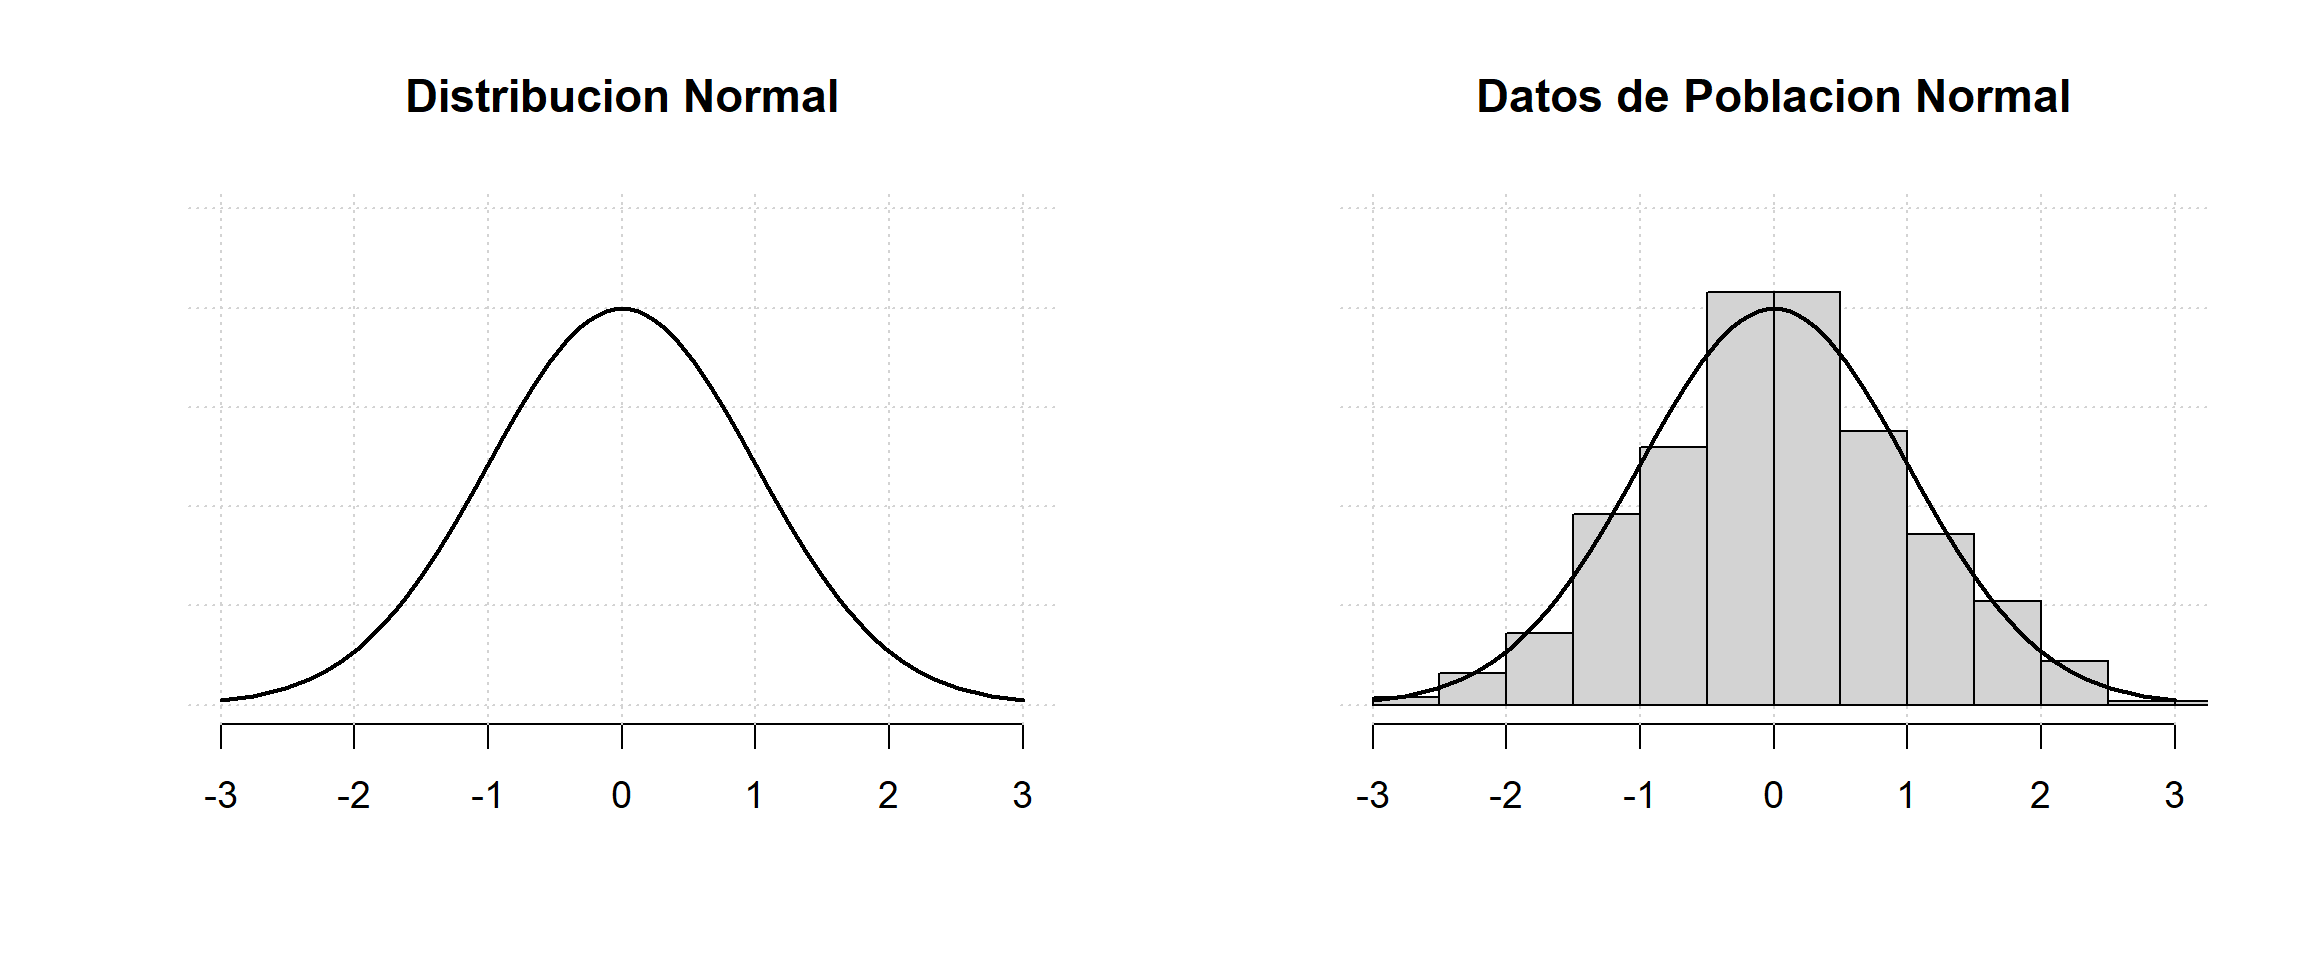 Distribucion Normal
-3 -2 -1 0 1 2 3
Datos de Poblacion Normal
-3 -2 -1 0 1 2 3